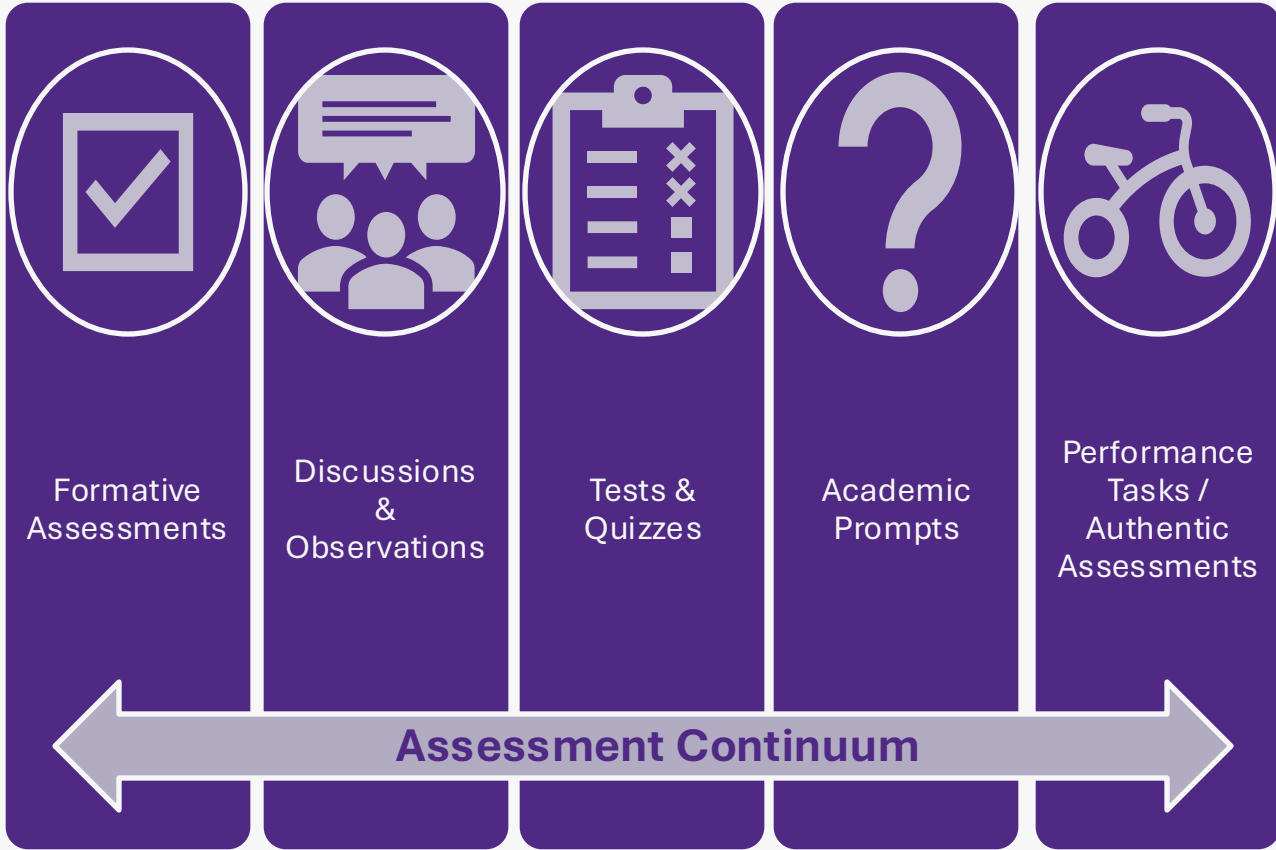 Formative
Assessments
Discussions
&
Observations
Tests &
Quizzes
Academic
Prompts
Performance
Tasks /
Authentic
Assessments
Assessment Continuum